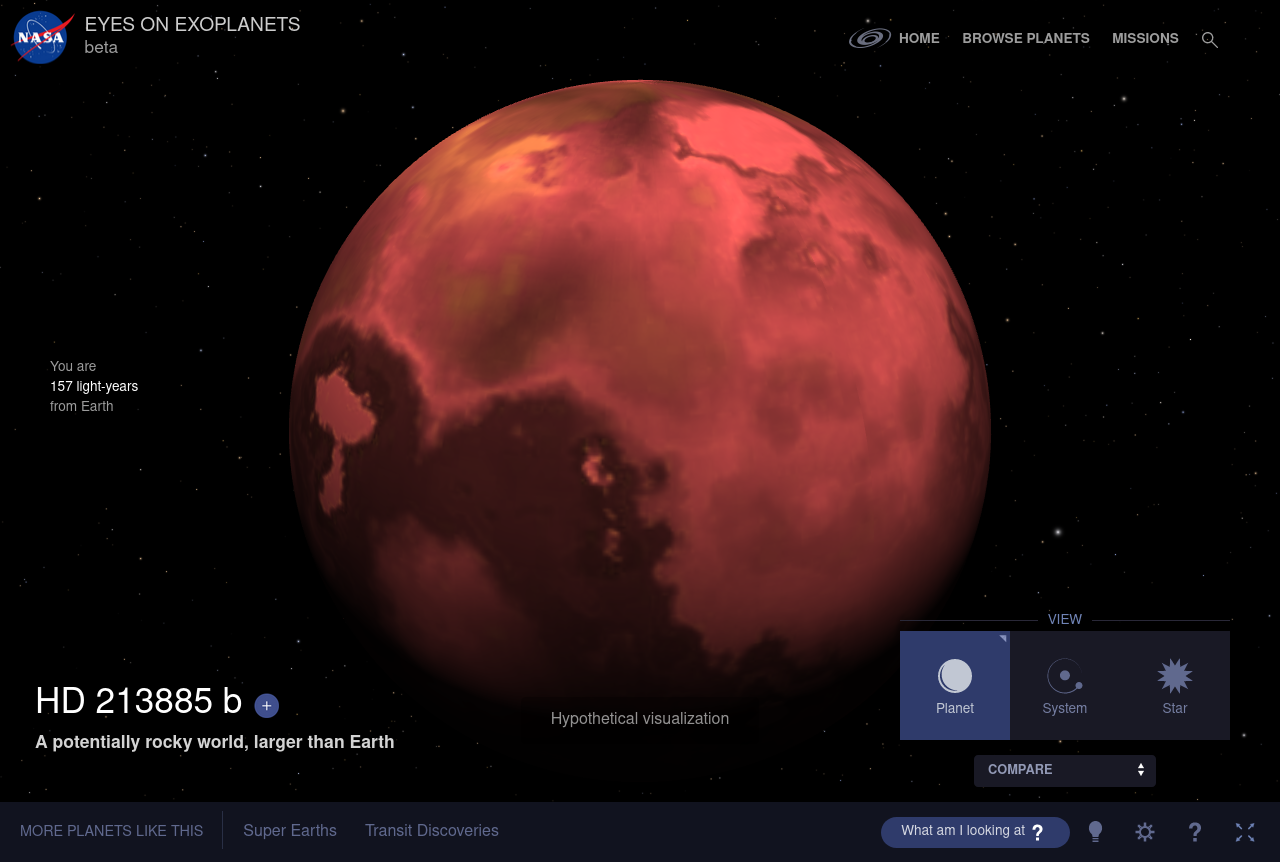 NASA
EYES ON EXOPLANETS
beta
HOME
BROWSE PLANETS
MISSIONS
You are
157 light-years
from Earth
VIEW
Planet
System
Star
HD 213885 b
+
A potentially rocky world, larger than Earth
Hypothetical visualization
COMPARE
MORE PLANETS LIKE THIS
Super Earths
Transit Discoveries
What am I looking at ?
?